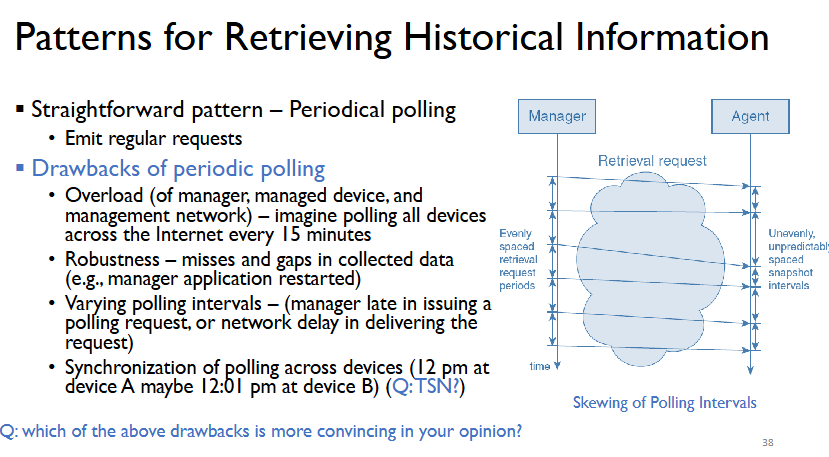 Patterns for Retrieving Historical Information
▪ Straightforward pattern – Periodical polling
• Emit regular requests
▪ Drawbacks of periodic polling
• Overload (of manager, managed device, and
management network) – imagine polling all devices
across the Internet every 15 minutes
• Robustness – misses and gaps in collected data
(e.g., manager application restarted)
• Varying polling intervals – (manager late in issuing a
polling request, or network delay in delivering the
request)
• Synchronization of polling across devices (12 pm at
device A maybe 12:01 pm at device B) (Q:TSN?)
Q: which of the above drawbacks is more convincing in your opinion?
Manager
Agent
Retrieval request
Evenly
spaced
retrieval
request
periods
Unevenly,
unpredictably
spaced
snapshot
intervals
time
Skewing of Polling Intervals
38